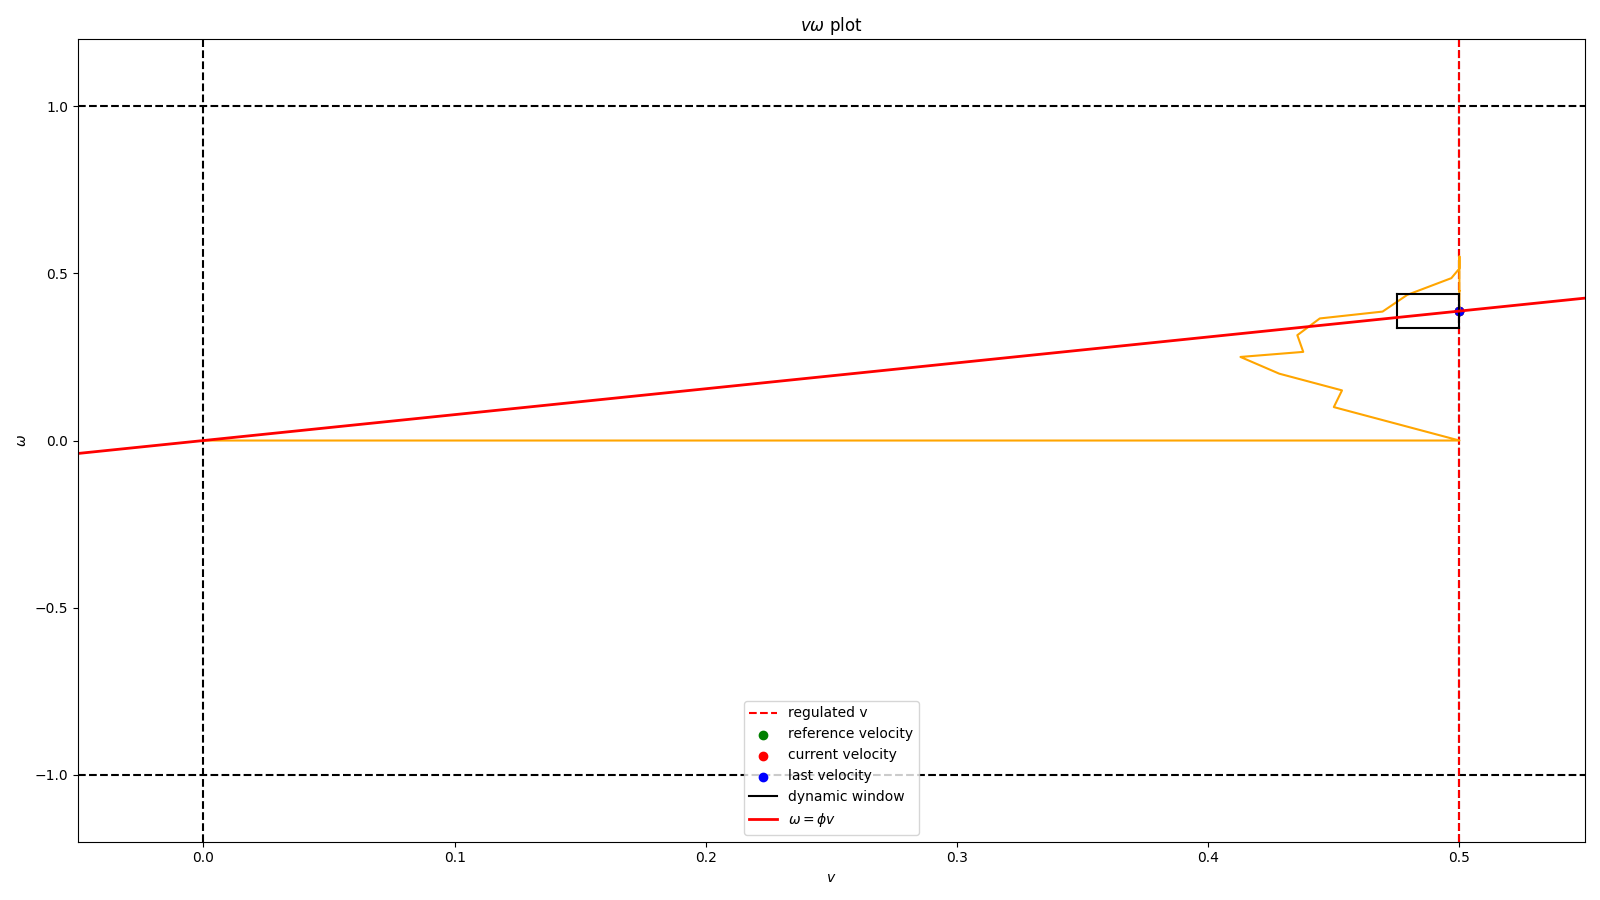 vω plot
1.0
0.5
0.0
−0.5
−1.0
ω
0.0 0.1 0.2 0.3 0.4 0.5
v
regulated v
reference velocity
current velocity
last velocity
dynamic window
ω = ϕv